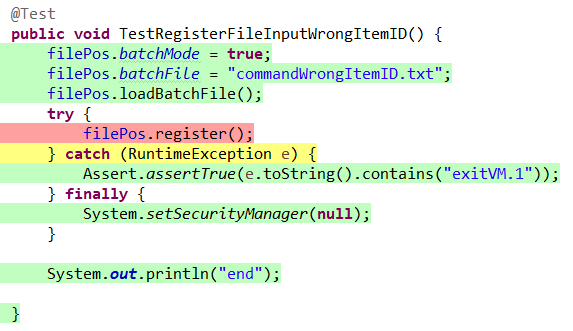 @Test
public void TestRegisterFileInputWrongItemID() {
    filePos.batchMode = true;
    filePos.batchFile = "commandWrongItemID.txt";
    filePos.loadBatchFile();
    try {
        filePos.register();
    } catch (RuntimeException e) {
        Assert.assertTrue(e.toString().contains("exitVM.1"));
    } finally {
        System.setSecurityManager(null);
    }

    System.out.println("end");

}